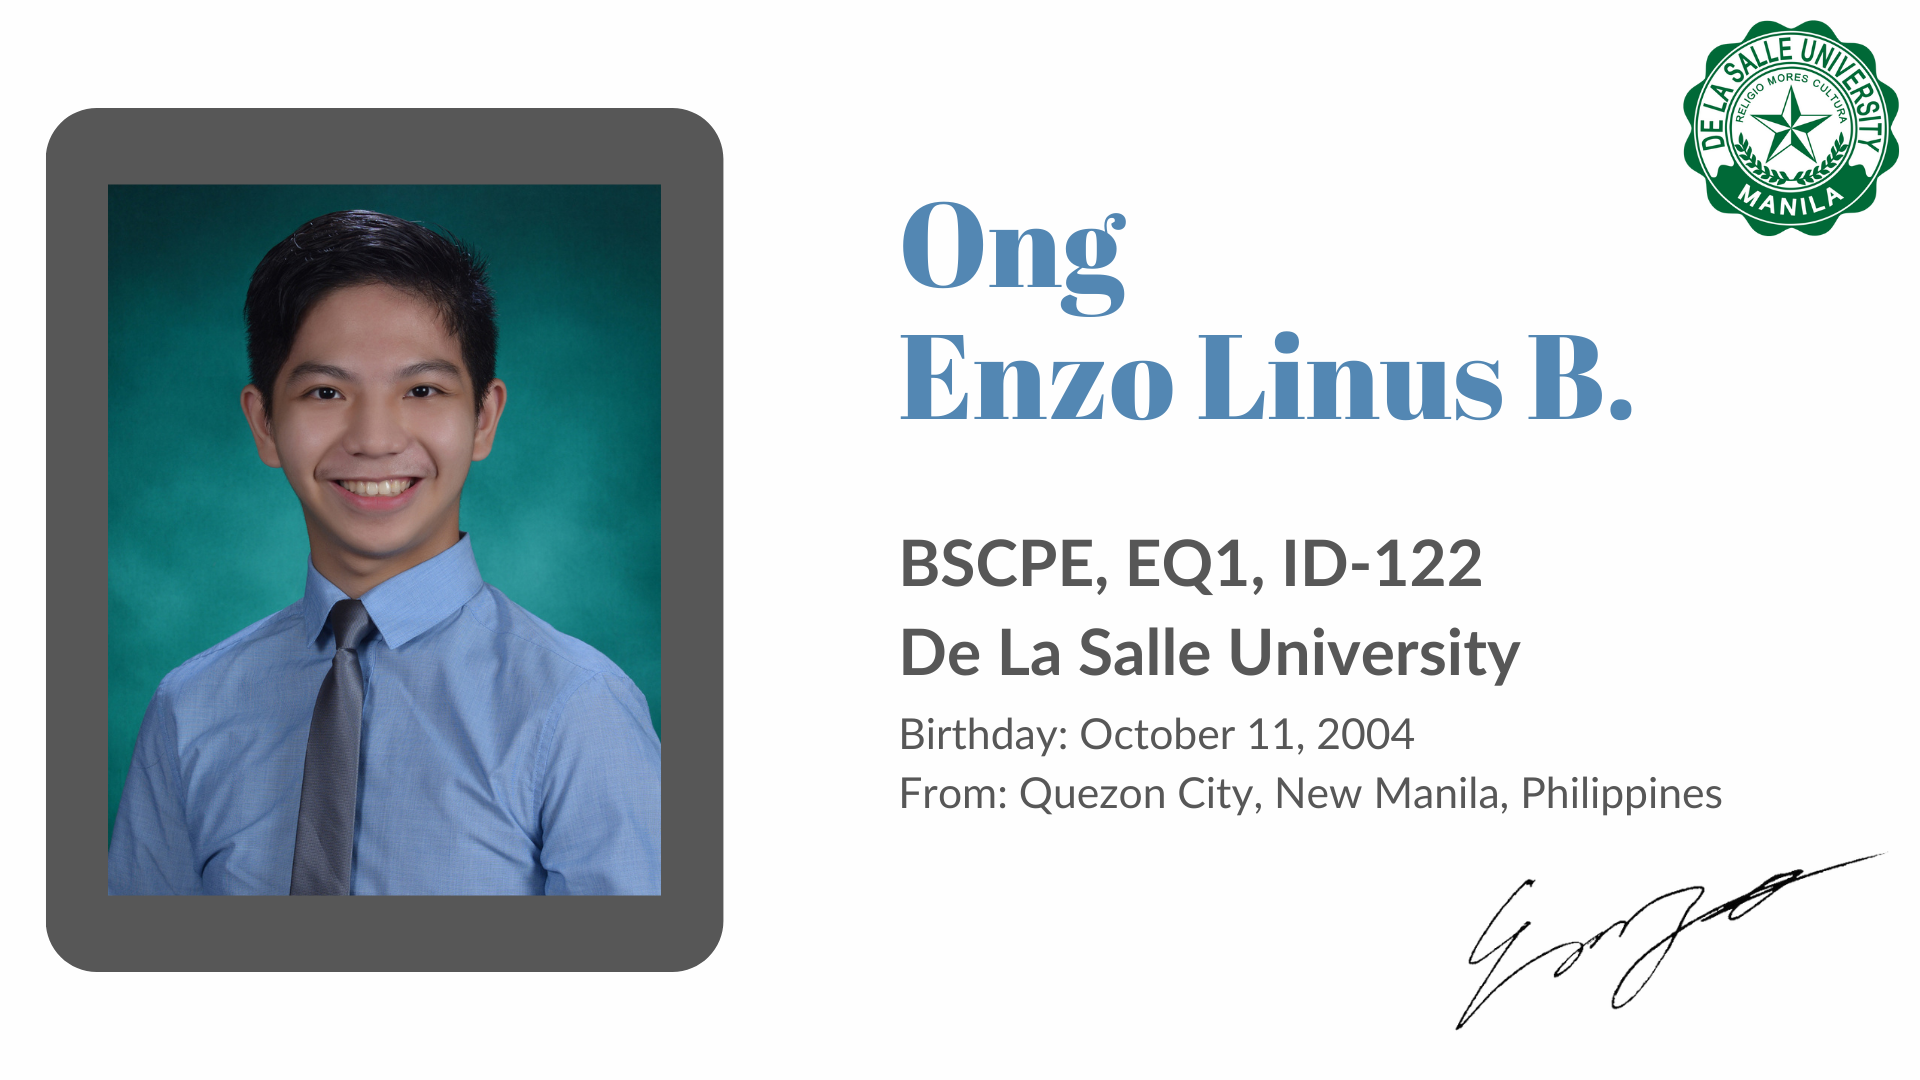 DE LA SALLE UNIVERSITY
RELIGIO MORES CULTURA
MANILA
Ong
Enzo Linus B.
BSCPE, EQ1, ID-122
De La Salle University
Birthday: October 11, 2004
From: Quezon City, New Manila, Philippines